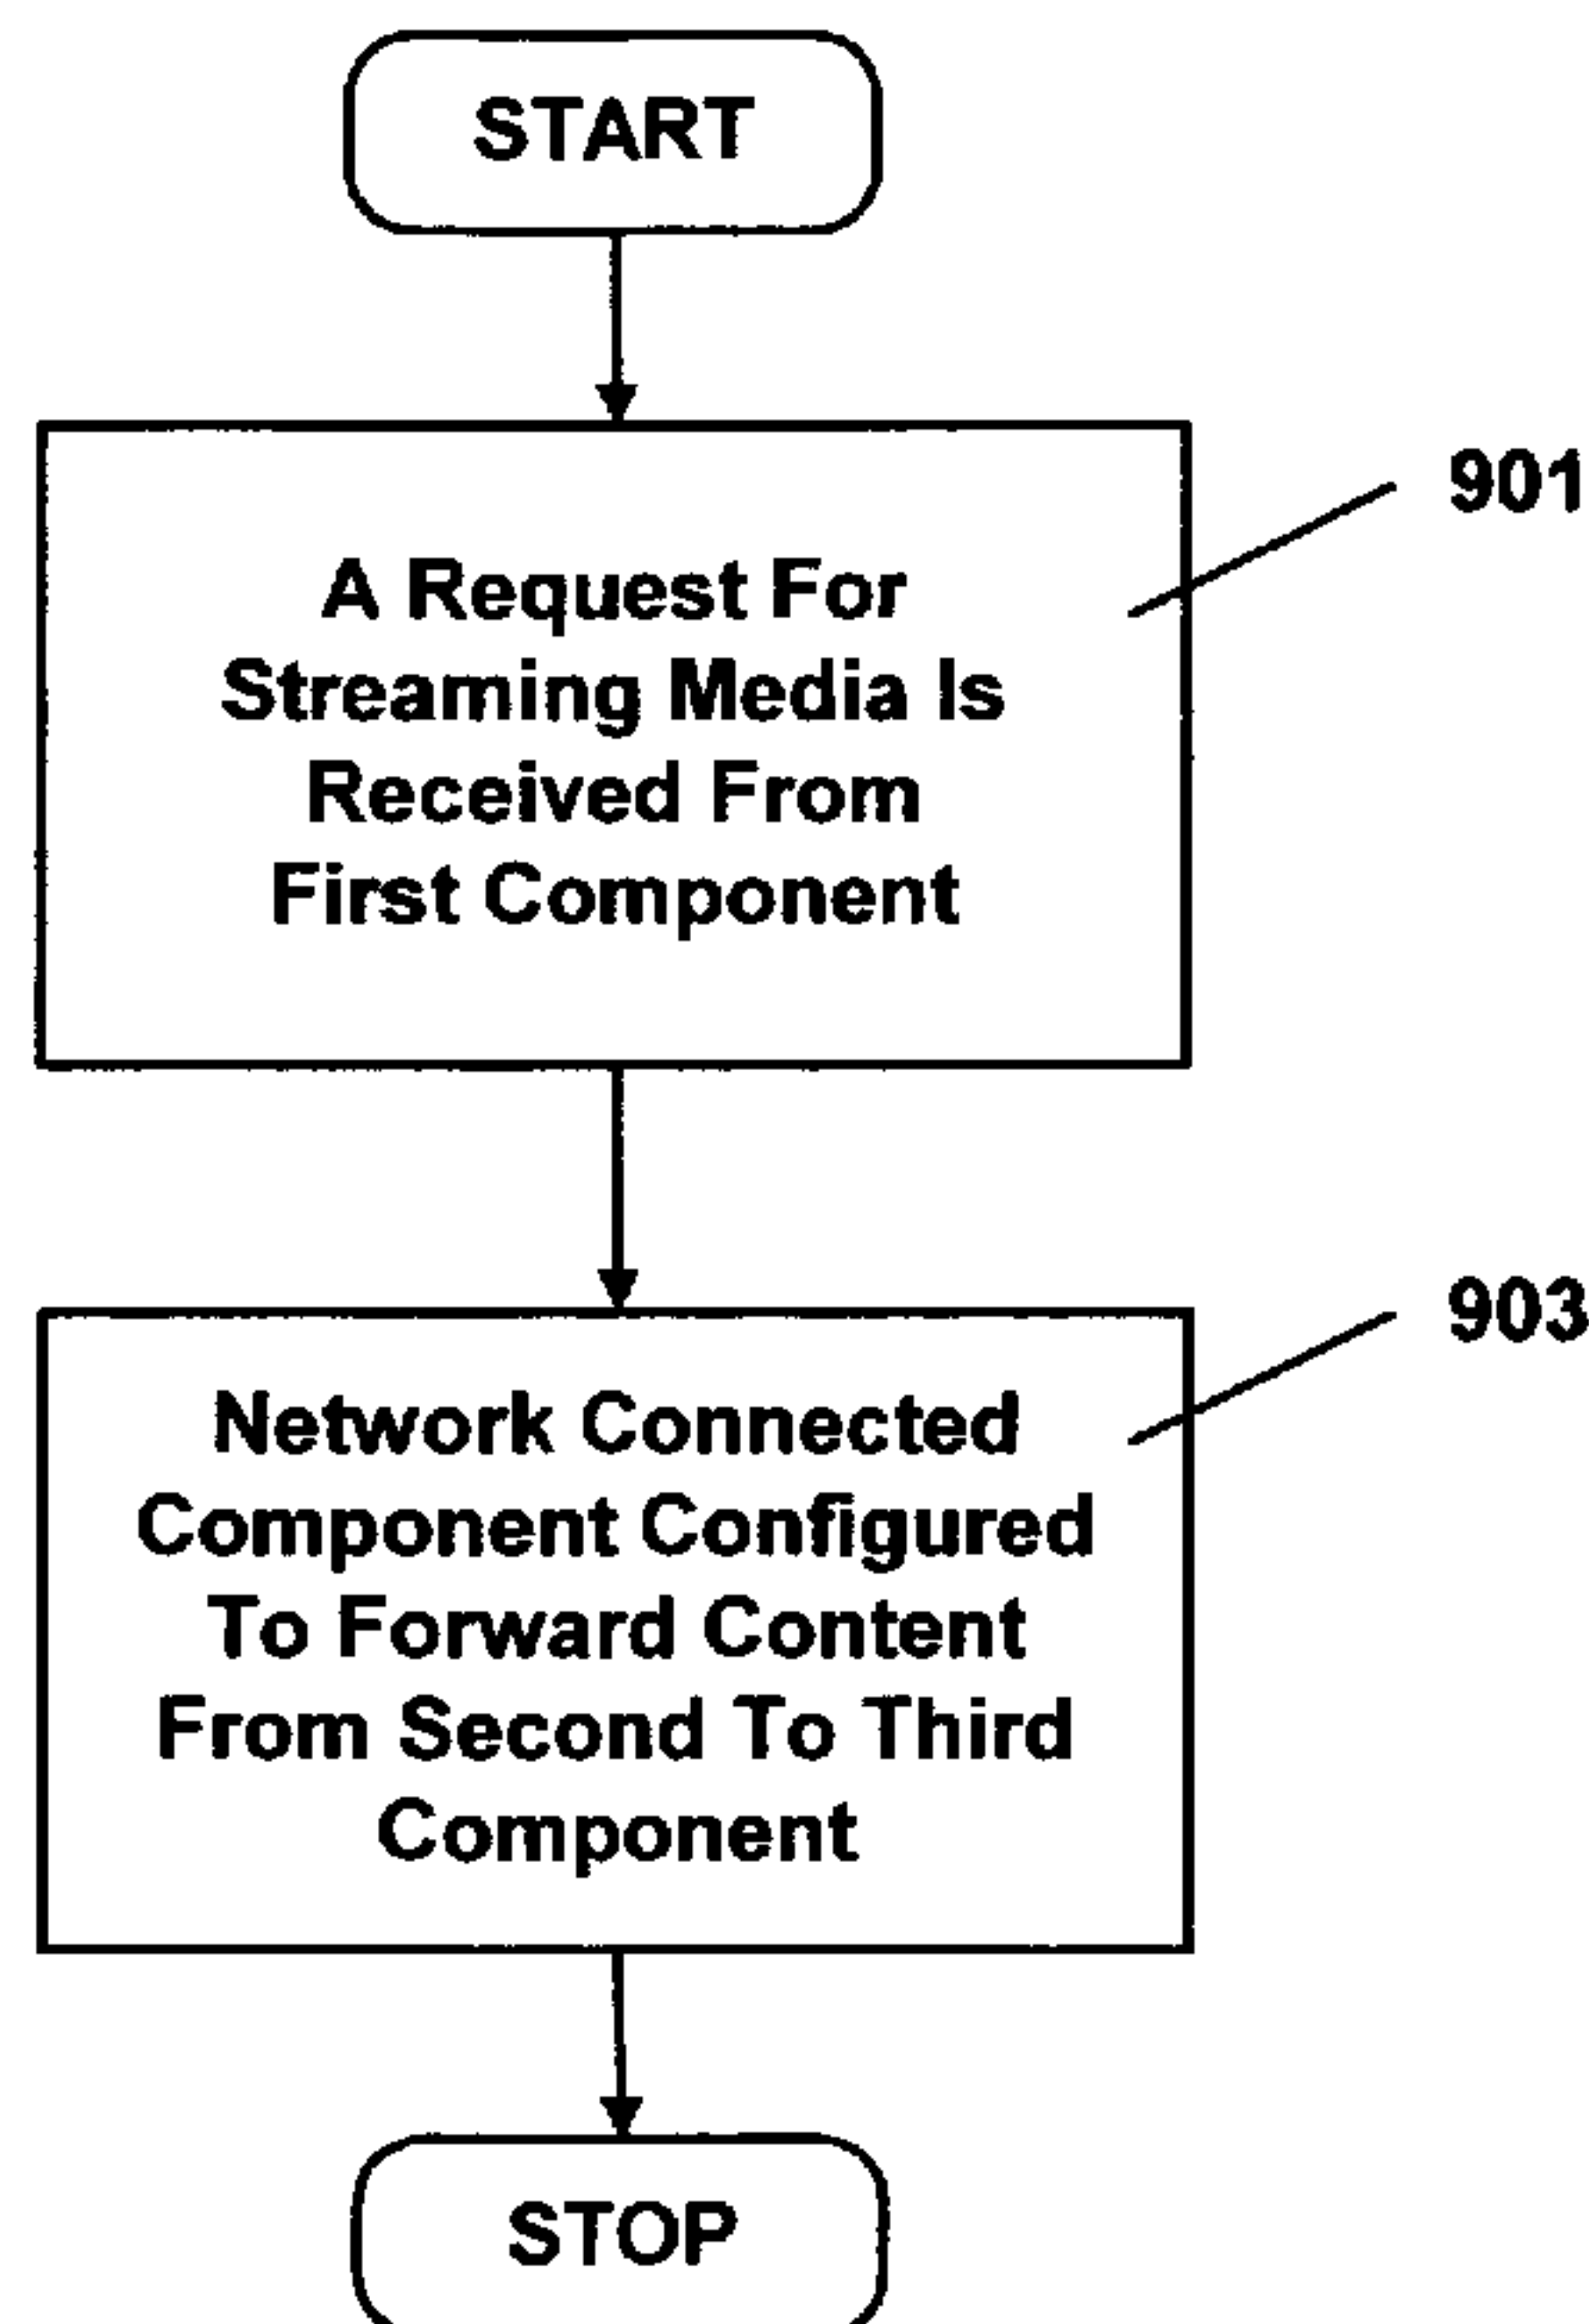 START
901
A Request For
Streaming Media Is
Received From
First Component
903
Network Connected
Component Configured
To Forward Content
From Second To Third
Component
STOP